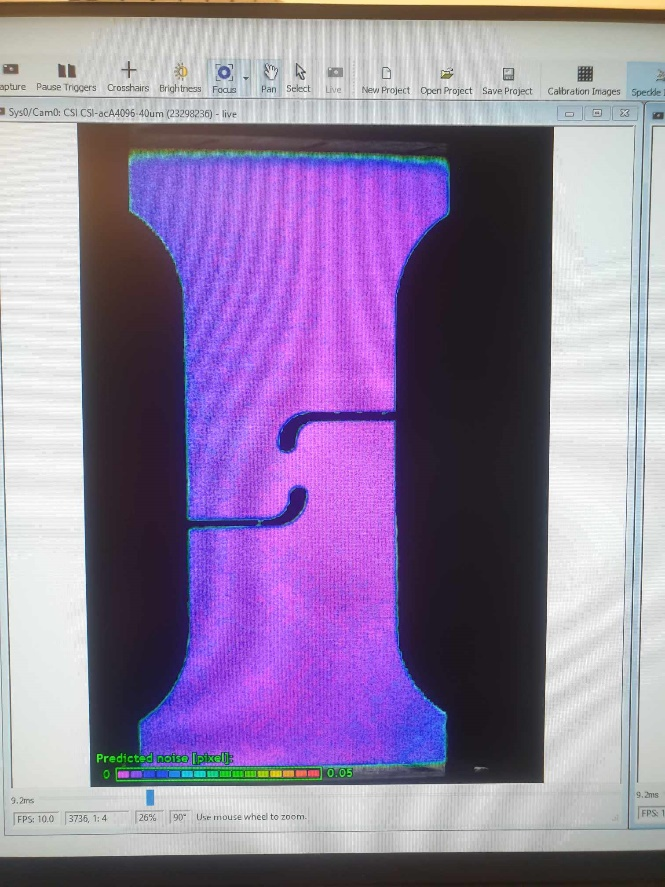 apture Pause Triggers Crosshairs Brightness Focus Pan Select Live New Project Open Project Save Project Calibration Images Speckle
Sys0/Cam0: CSI CSI-acA4096-40um (23298236) - live
Predicted noise [pixel]:
0 0.05
9.2ms 9.2ms
FPS: 10.0 3736, 1: 4 26% 90° Use mouse wheel to zoom. FPS: 1